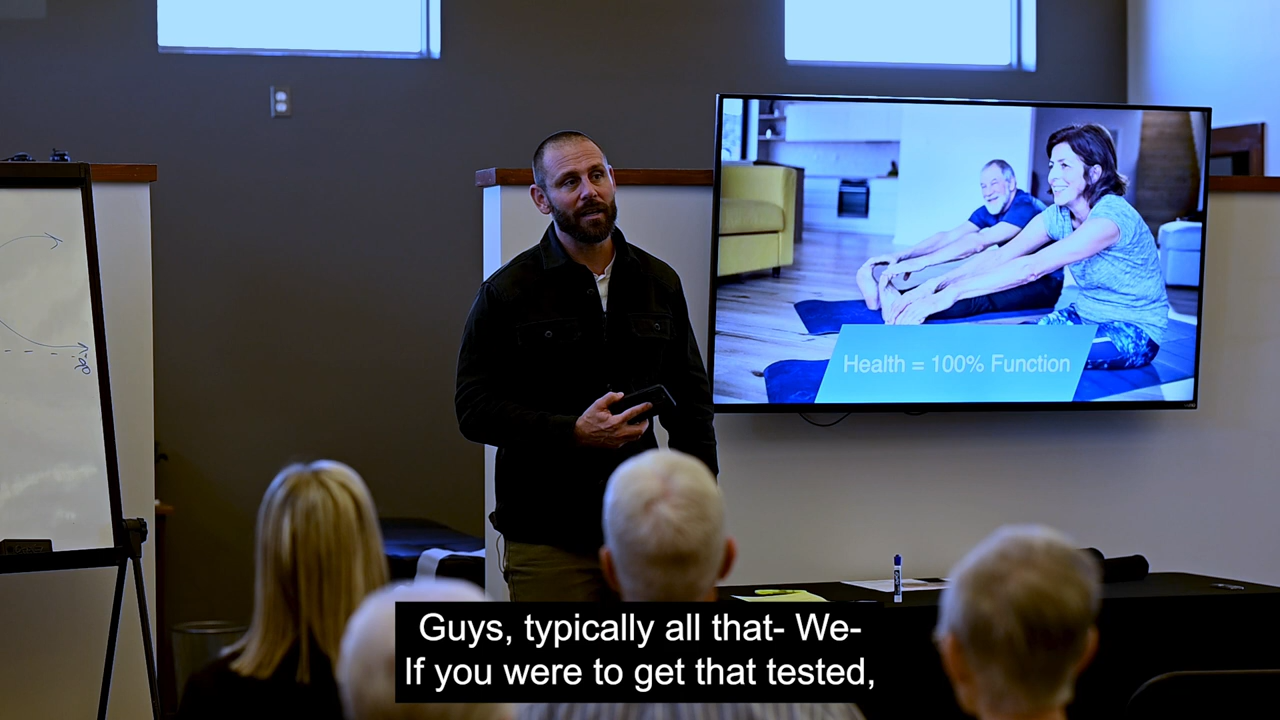 Health = 100% Function
Guys, typically all that- We-
If you were to get that tested,